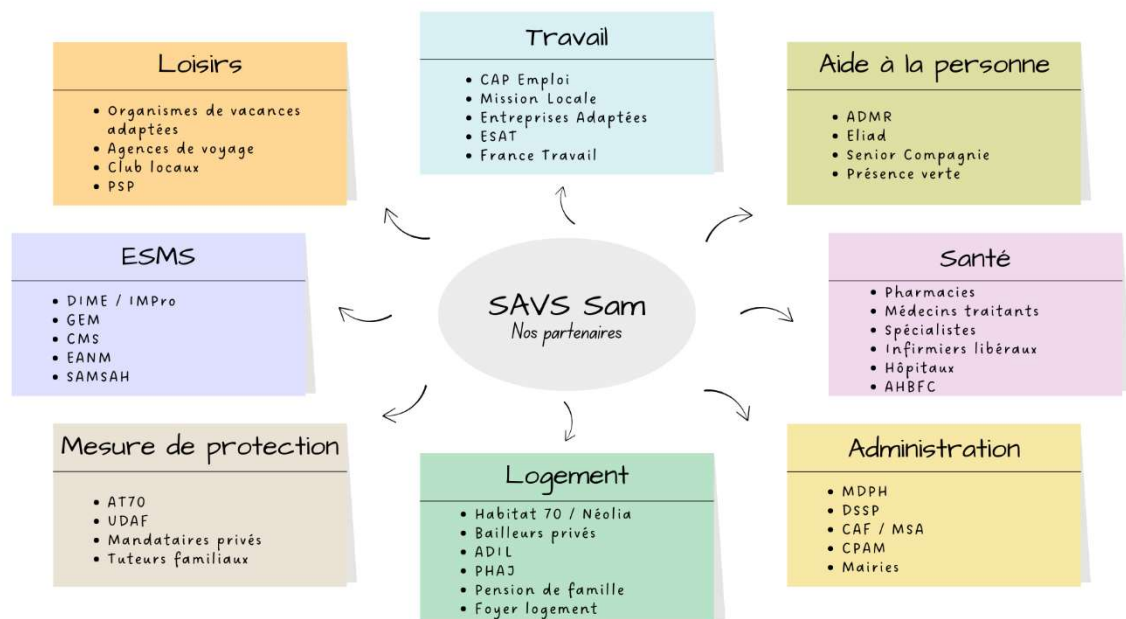 Loisirs
• Organismes de vacances
adaptées
• Agences de voyage
• Club locaux
• PSP
Travail
• CAP Emploi
• Mission Locale
• Entreprises Adaptées
• ESAT
• France Travail
Aide à la personne
• ADMR
• Eliad
• Senior Compagnie
• Présence verte
ESMS
• DIME / IMPro
• GEM
• CMS
• EANM
• SAMSAH
SAVS Sam
Nos partenaires
Santé
• Pharmacies
• Médecins traitants
• Spécialistes
• Infirmiers libéraux
• Hôpitaux
• AHBFC
Mesure de protection
• AT70
• UDAF
• Mandataires privés
• Tuteurs familiaux
Logement
• Habitat 70 / Néolia
• Bailleurs privés
• ADIL
• PHAJ
• Pension de famille
• Foyer logement
Administration
• MDPH
• DSSP
• CAF / MSA
• CPAM
• Mairies